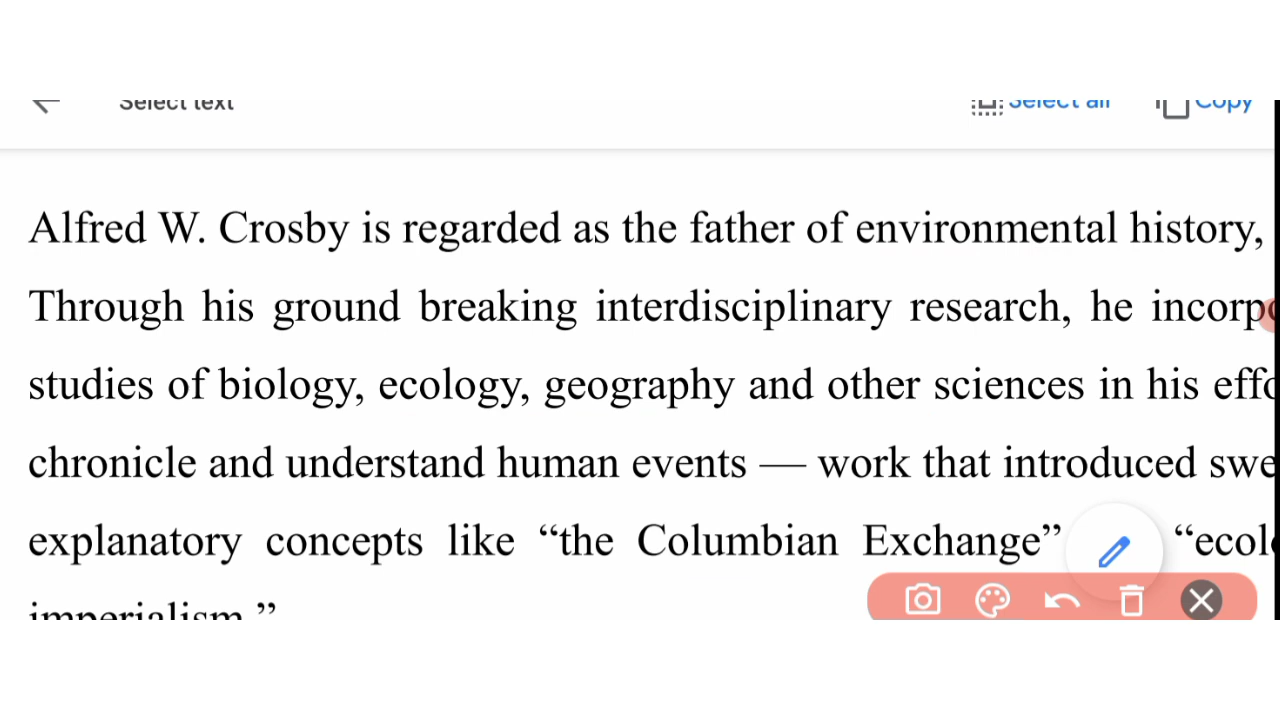 Select text Select all Copy
Alfred W. Crosby is regarded as the father of environmental history,
Through his ground breaking interdisciplinary research, he
studies of biology, ecology, geography and other sciences in his
chronicle and understand human events — work that introduced
explanatory concepts like “the Columbian Exchange”
imperialism.”